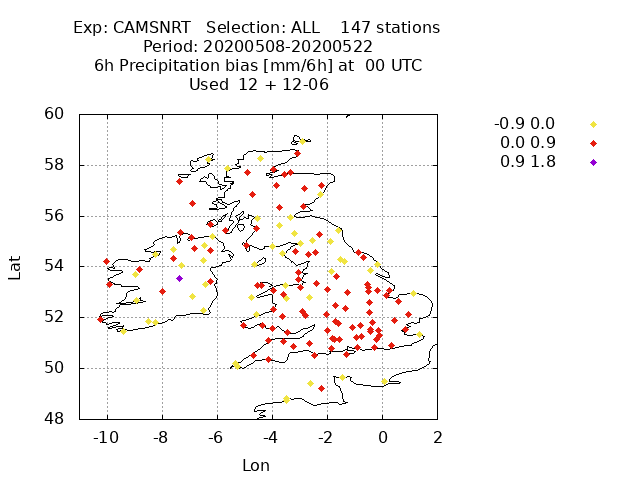 Exp: CAMSNRT   Selection: ALL    147 stations
Period: 20200508-20200522
6h Precipitation bias [mm/6h] at  00 UTC
Used  12 + 12-06
-0.9 0.0
0.0 0.9
0.9 1.8
60
58
56
54
52
50
48
Lat
-10 -8 -6 -4 -2 0 2
Lon